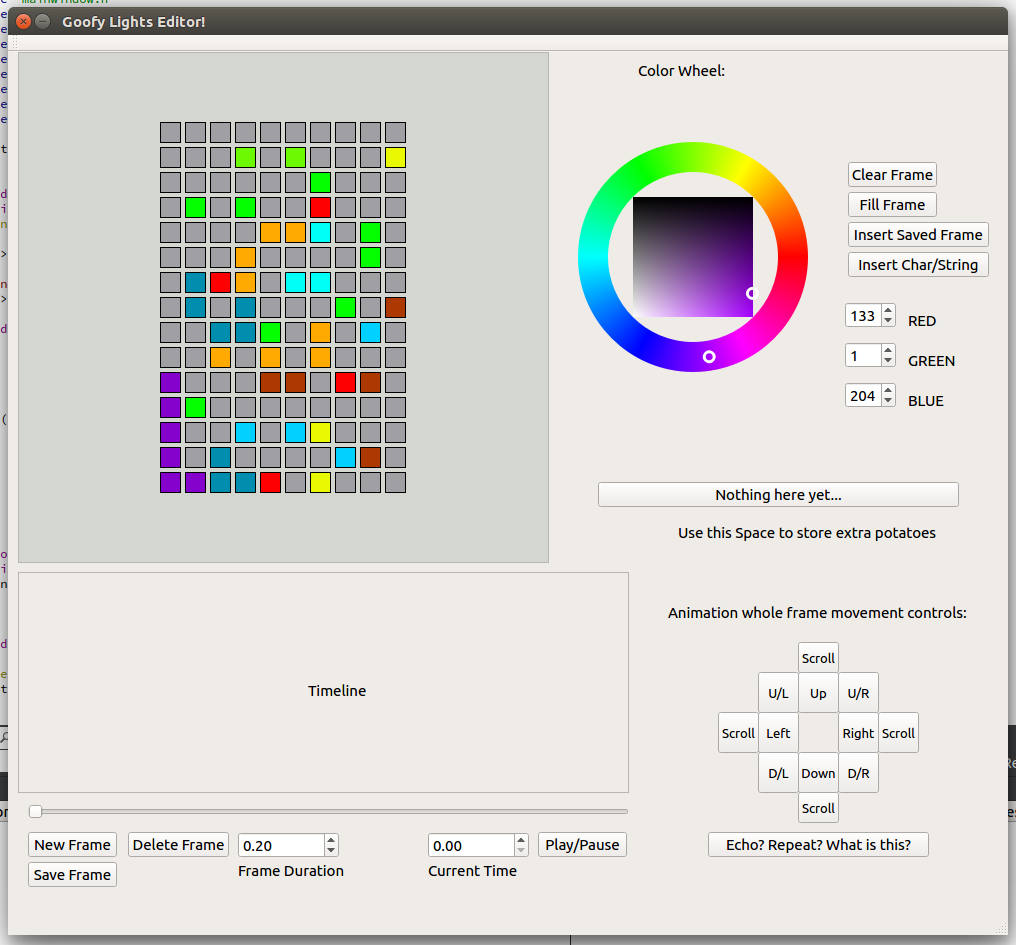 mainwindow.h
Goofy Lights Editor!
Color Wheel:
Clear Frame
Fill Frame
Insert Saved Frame
Insert Char/String
133 RED
1 GREEN
204 BLUE
Nothing here yet...
Use this Space to store extra potatoes
Timeline
Animation whole frame movement controls:
Scroll
U/L Up U/R
Scroll Left Right Scroll
D/L Down D/R
Scroll
New Frame Delete Frame 0.20 0.00 Play/Pause Echo? Repeat? What is this?
Save Frame Frame Duration Current Time